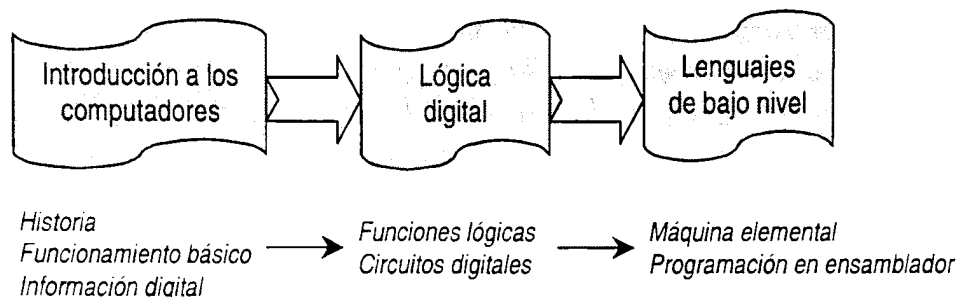 Introducción a los
computadores
Lógica
digital
Lenguajes
de bajo nivel
Historia
Funcionamiento básico
Información digital
Funciones lógicas
Circuitos digitales
Máquina elemental
Programación en ensamblador